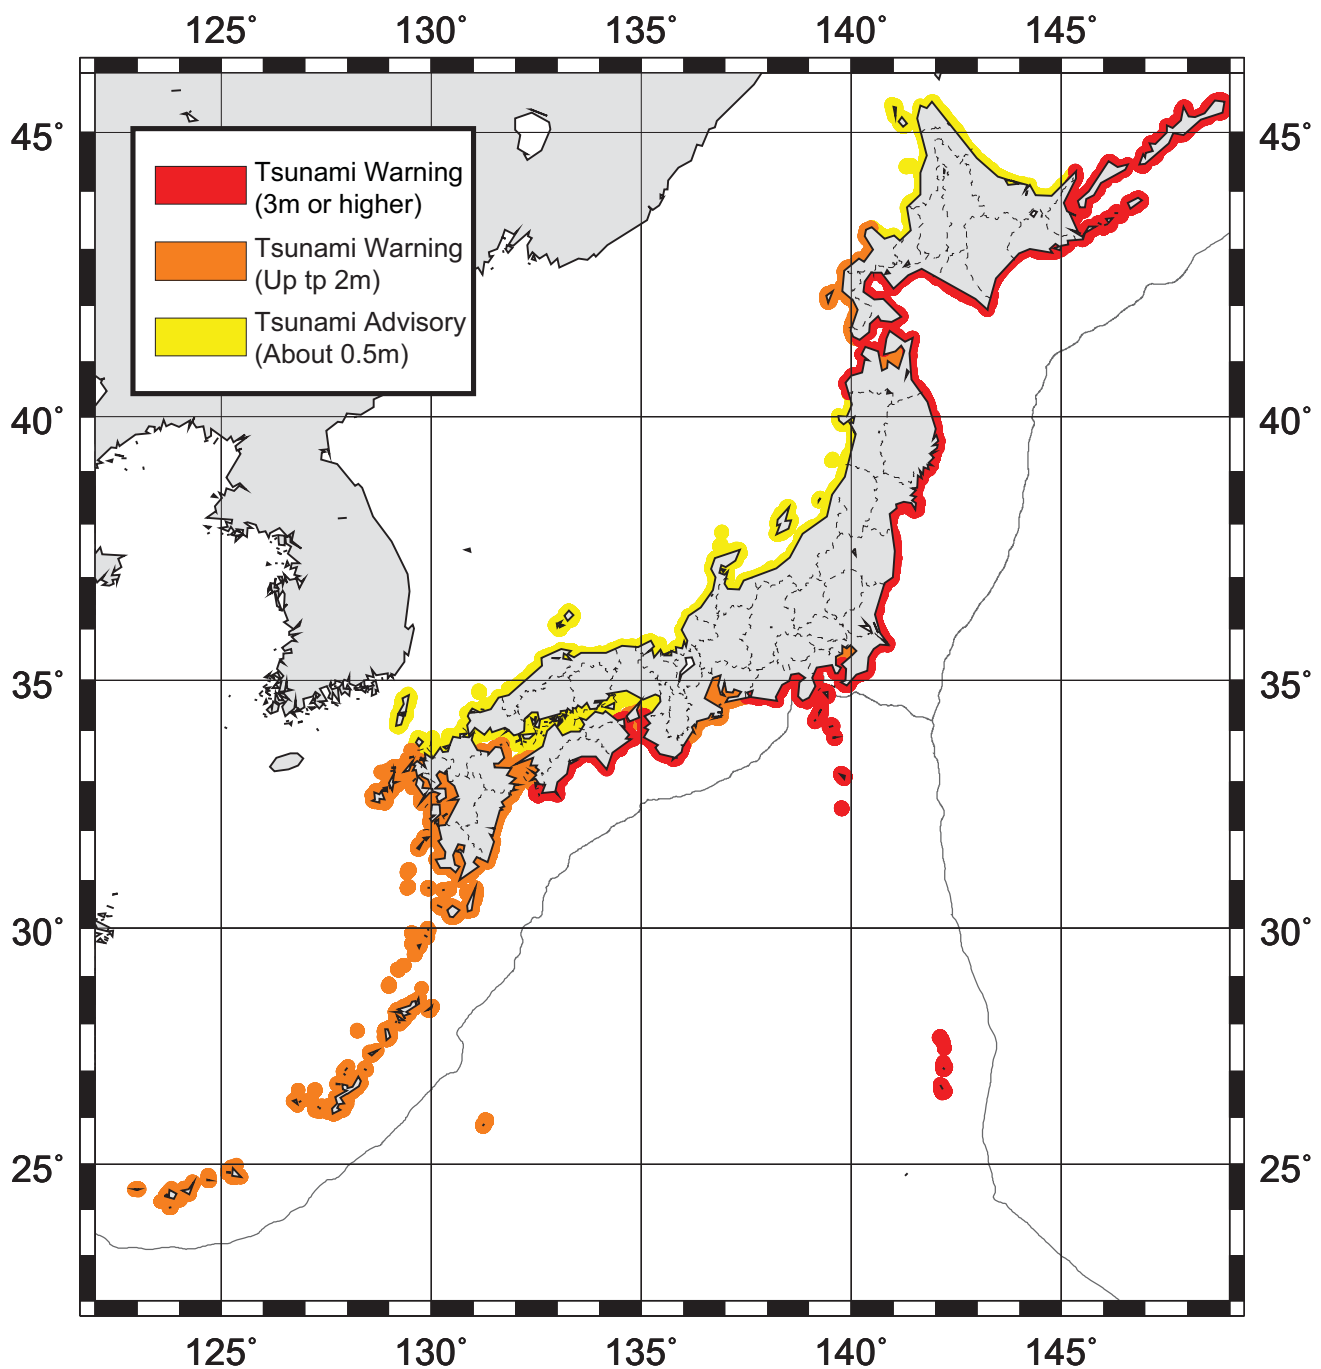 125˚ 130˚ 135˚ 140˚ 145˚
45˚ 45˚
Tsunami Warning
(3m or higher)
Tsunami Warning
(Up tp 2m)
Tsunami Advisory
(About 0.5m)
40˚ 40˚
35˚ 35˚
30˚ 30˚
25˚ 25˚
125˚ 130˚ 135˚ 140˚ 145˚